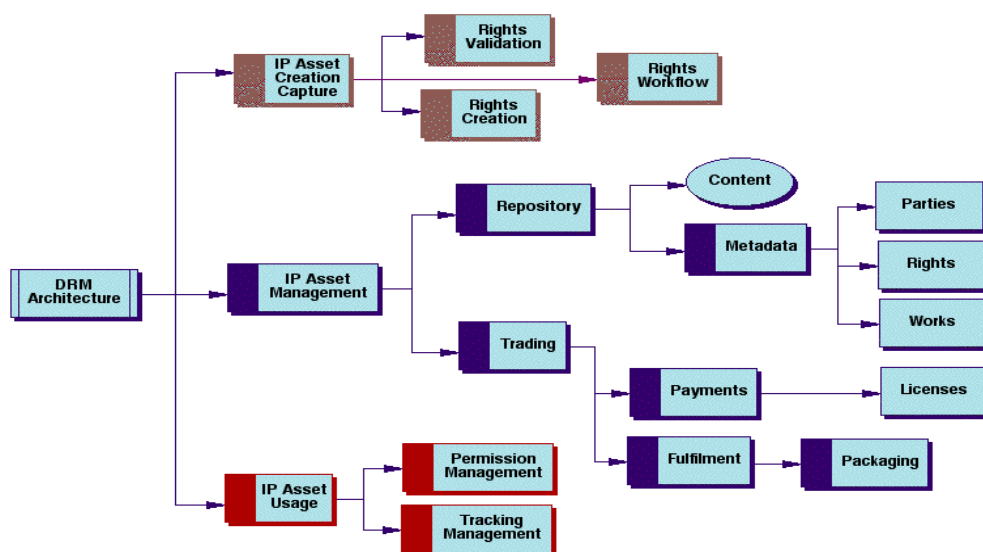 Rights
Validation
IP Asset
Creation
Capture
Rights
Workflow
Rights
Creation
Content
Repository
Parties
Metadata
Rights
DRM
Architecture
IP Asset
Management
Works
Trading
Payments
Licenses
Permission
Management
Fulfilment
Packaging
IP Asset
Usage
Tracking
Management